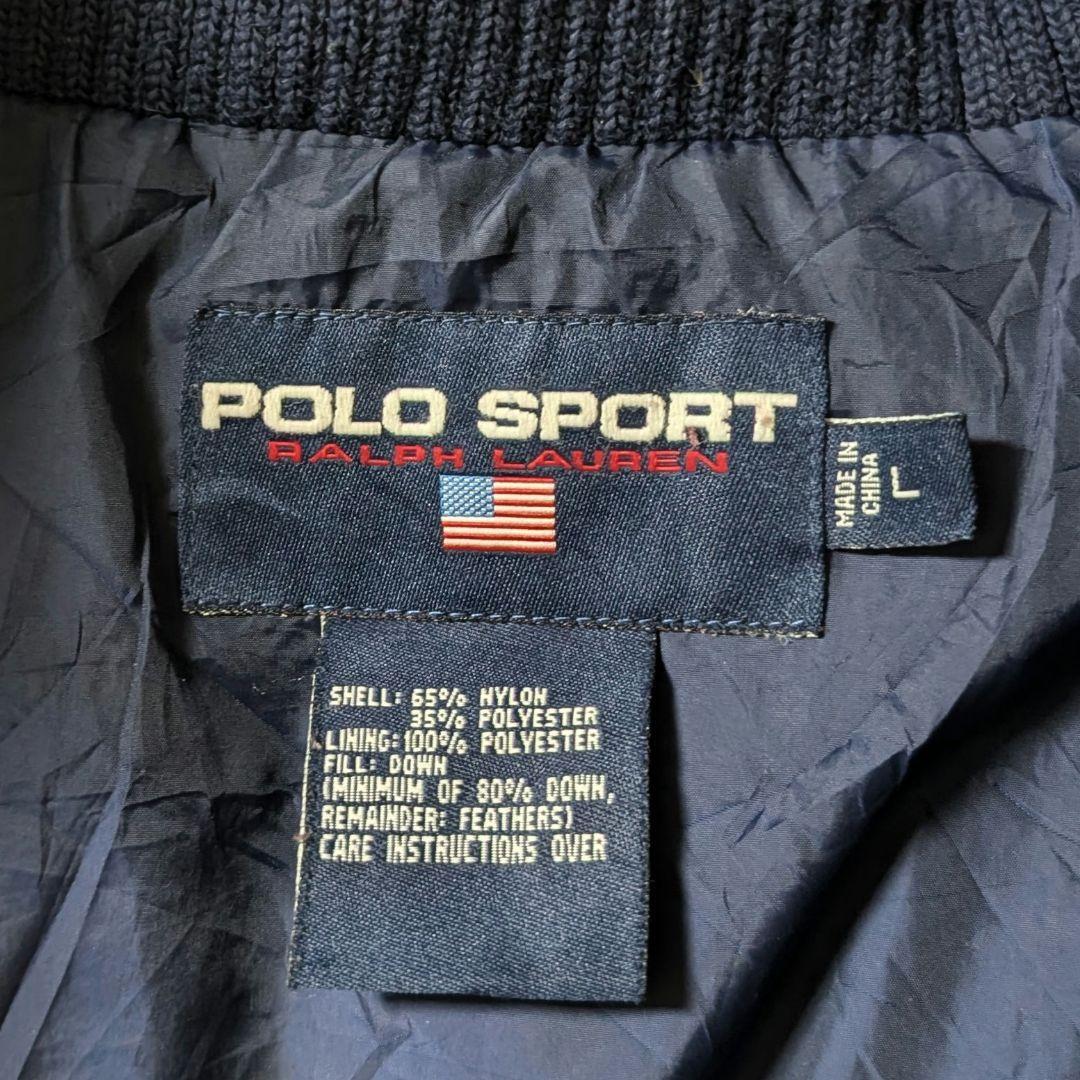 POLO SPORT
RALPH LAUREN
MADE IN
CHINA
L
SHELL: 65% NYLON
35% POLYESTER
LINING: 100% POLYESTER
FILL: DOWN
(MINIMUM OF 80% DOWN,
REMAINDER: FEATHERS)
CARE INSTRUCTIONS OVER